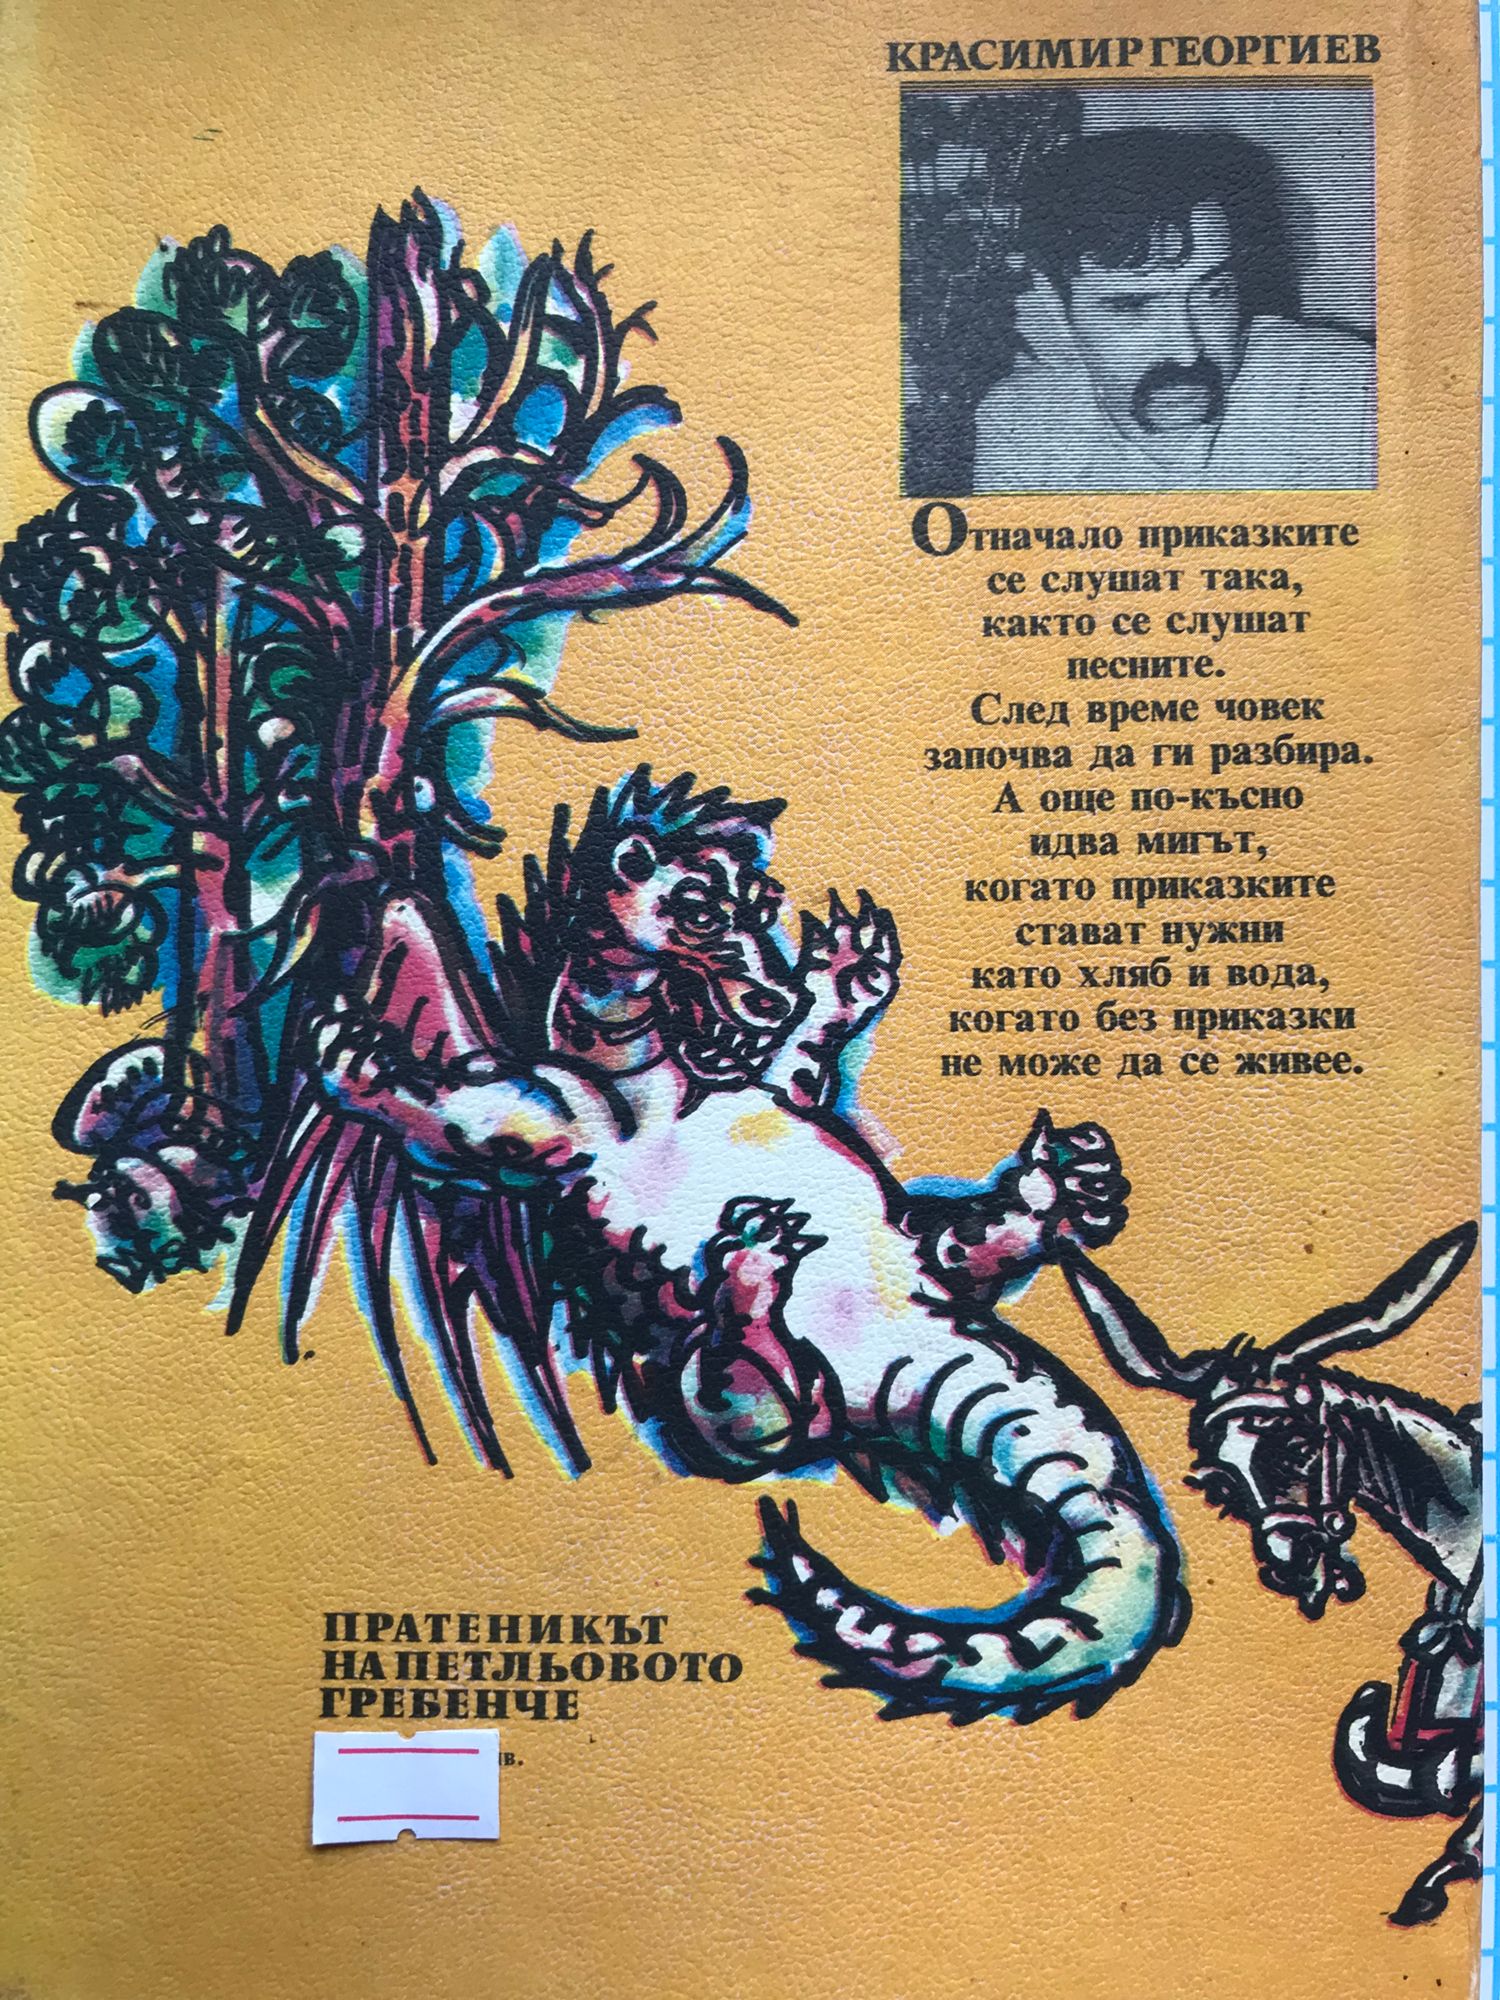 КРАСИМИР ГЕОРГИЕВ
Отначало приказките
се слушат така,
както се слушат
песните.
След време човек
започва да ги разбира.
А още по-късно
идва мигът,
когато приказките
стават нужни
като хляб и вода,
когато без приказки
не може да се живее.
ПРАТЕНИКЪТ
НА ПЕТЛЬОВОТО
ГРЕБЕНЧЕ